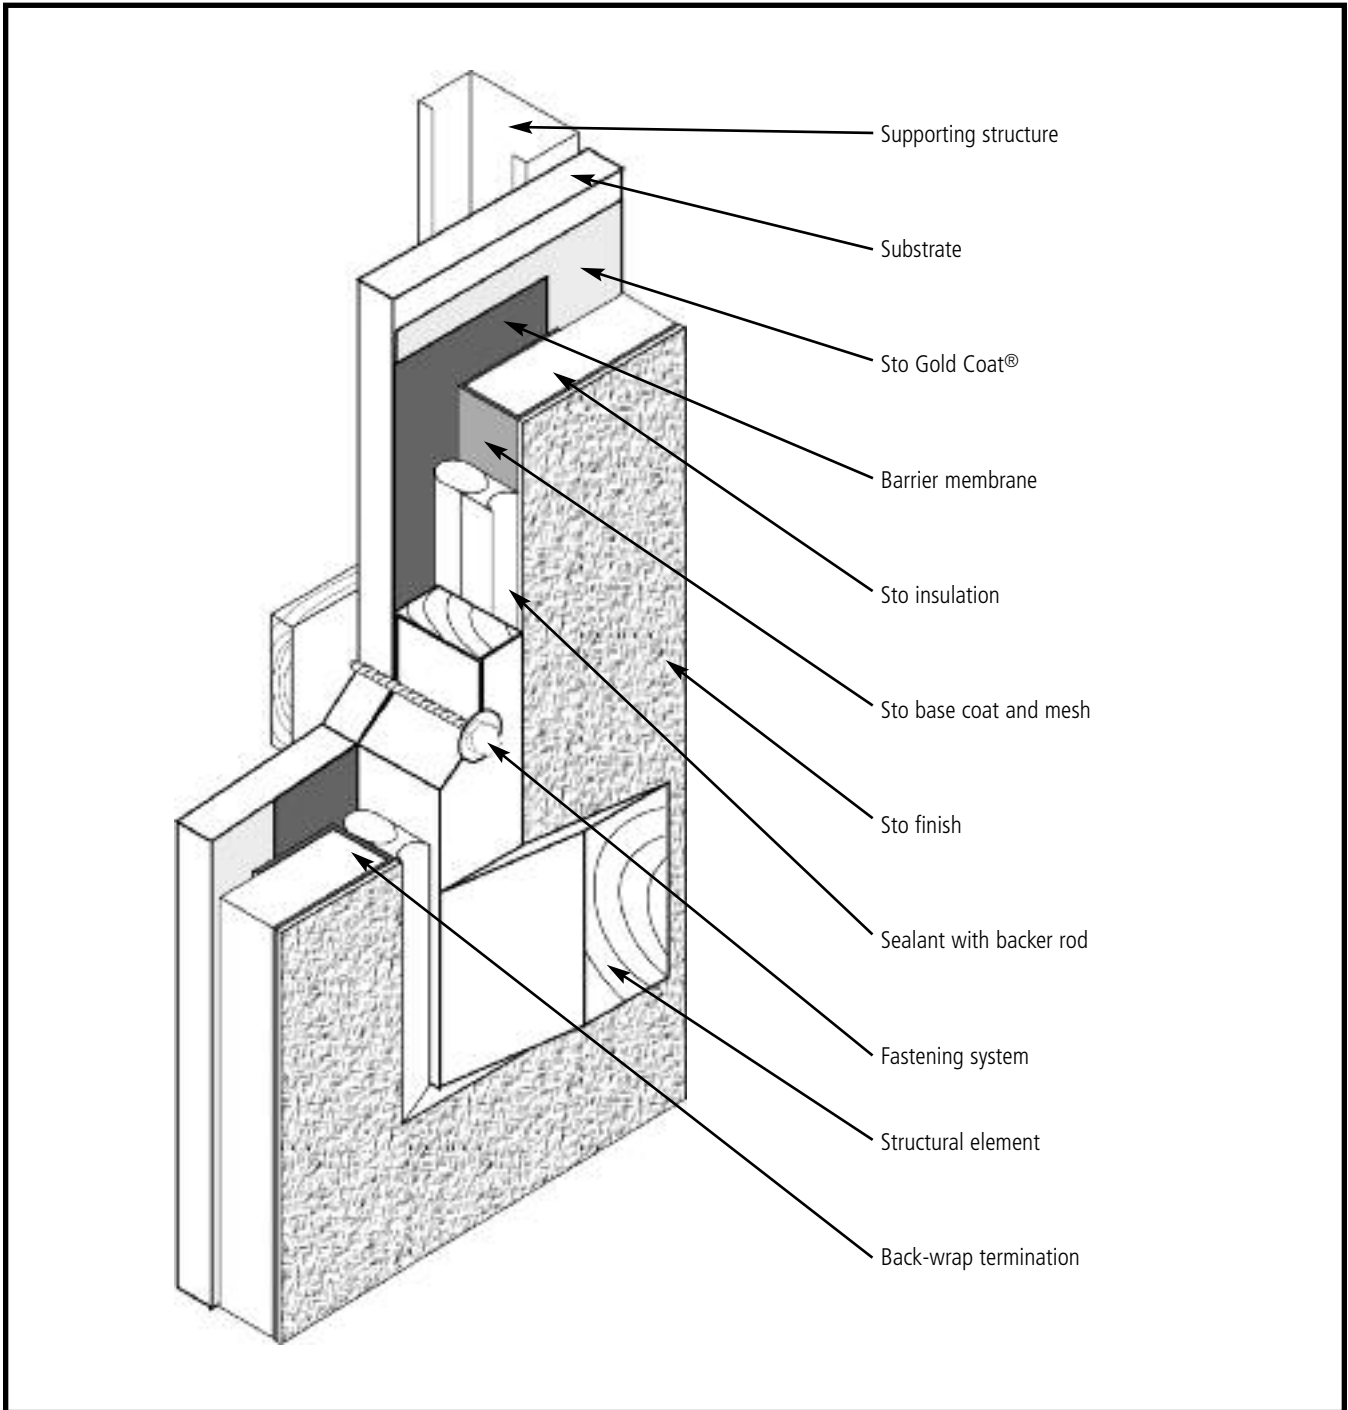 Supporting structure
Substrate
Sto Gold Coat®
Barrier membrane
Sto insulation
Sto base coat and mesh
Sto finish
Sealant with backer rod
Fastening system
Structural element
Back-wrap termination